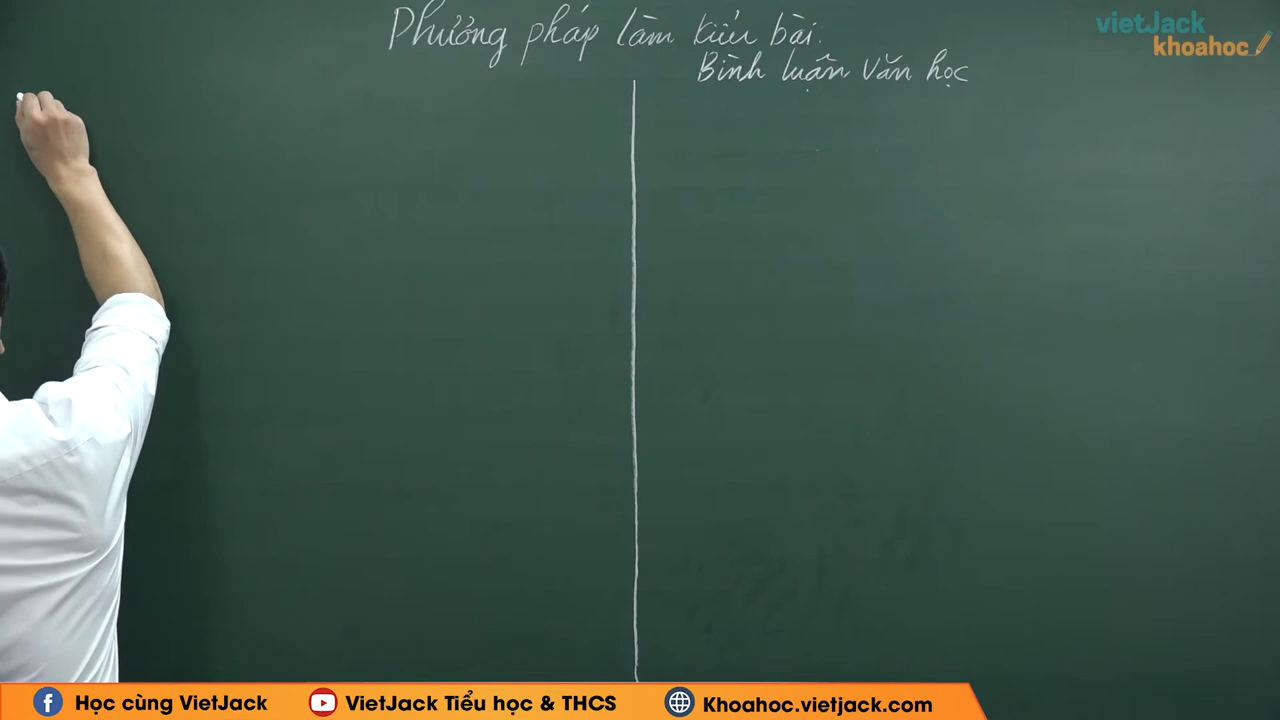 Phương pháp làm kiểu bài:
Bình luận văn học
vietJack
khoahoc
Học cùng VietJack
VietJack Tiểu học & THCS
Khoahoc.vietjack.com